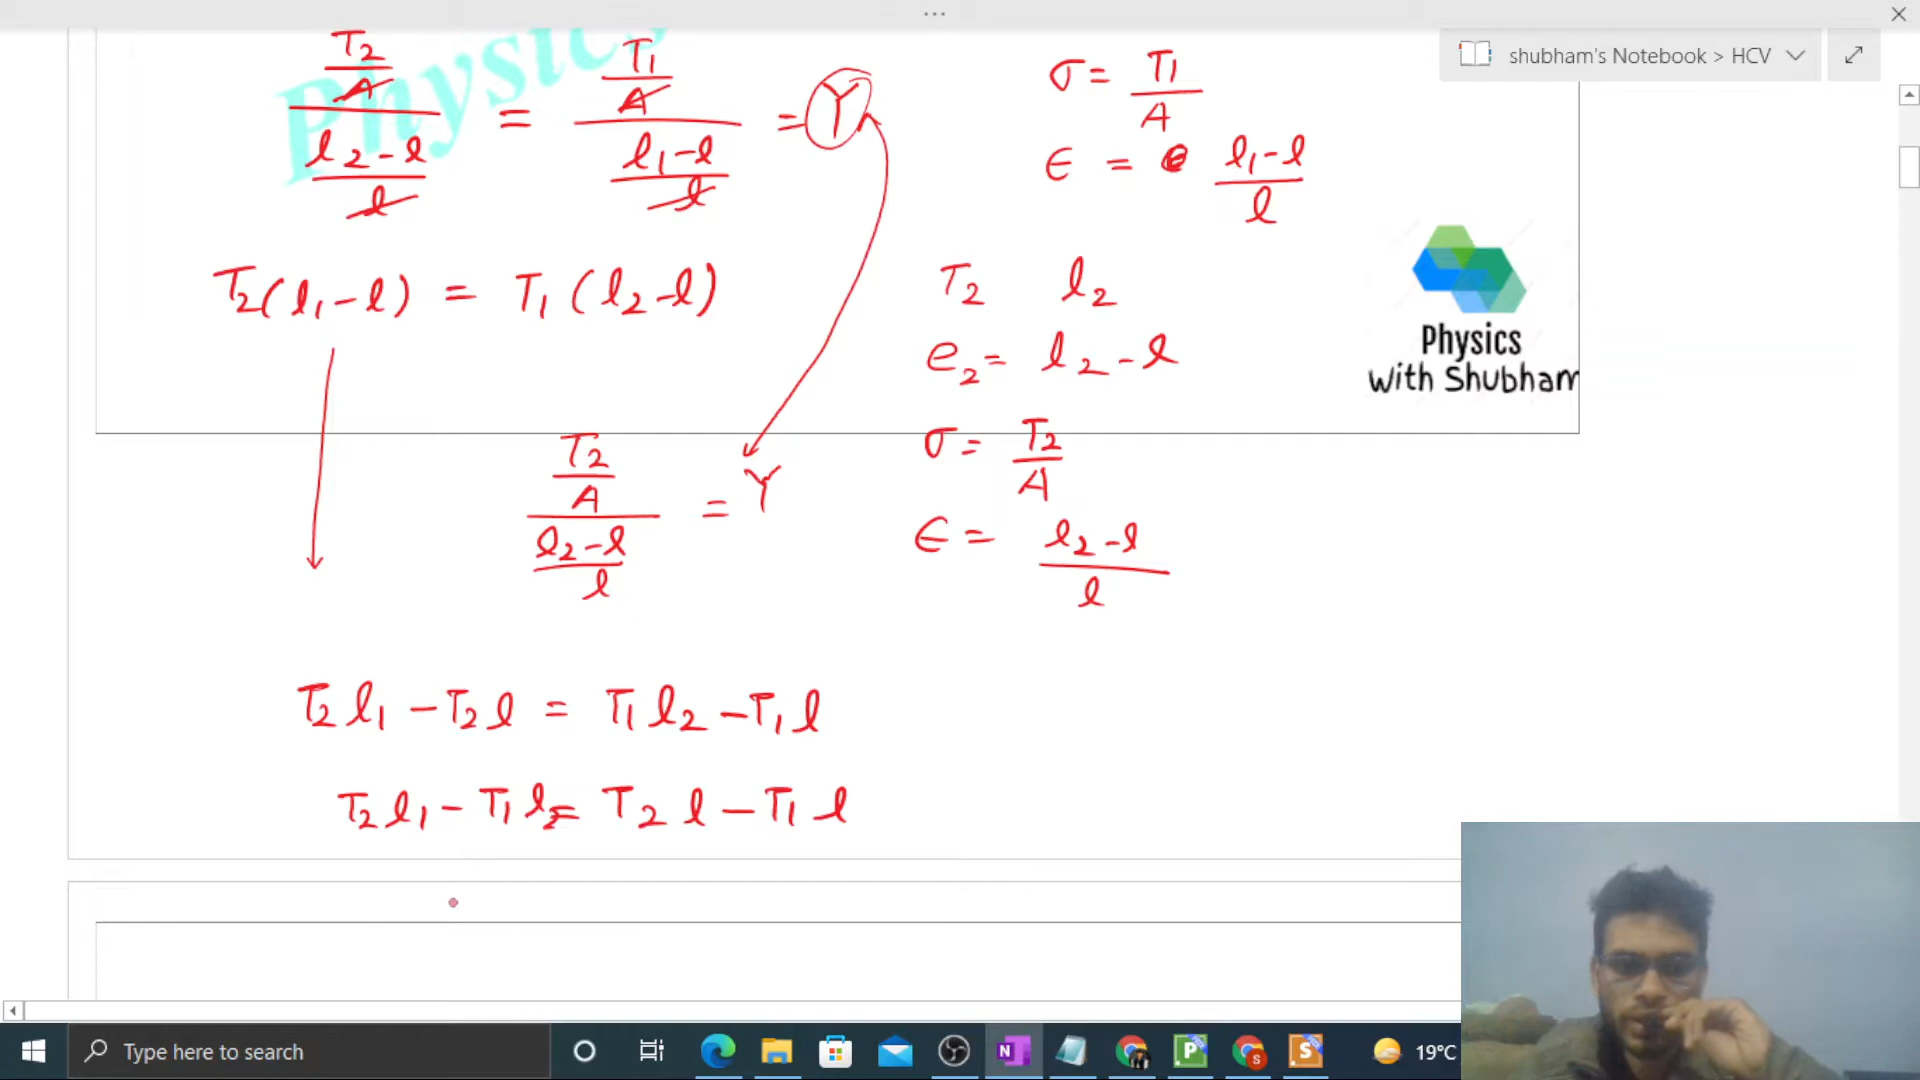 ...
shubham's Notebook > HCV
Physics
T2/A / (l2-l)/l = T1/A / (l1-l)/l = Y
T2(l1-l) = T1(l2-l)
T2/A / (l2-l)/l = Y
T2l1 - T2l = T1l2 - T1l
T2l1 - T1l2 = T2l - T1l
σ = T1/A
ϵ = (l1-l)/l
T2 l2
e2 = l2-l
σ = T2/A
ϵ = (l2-l)/l
Physics
with Shubham
Type here to search
19°C